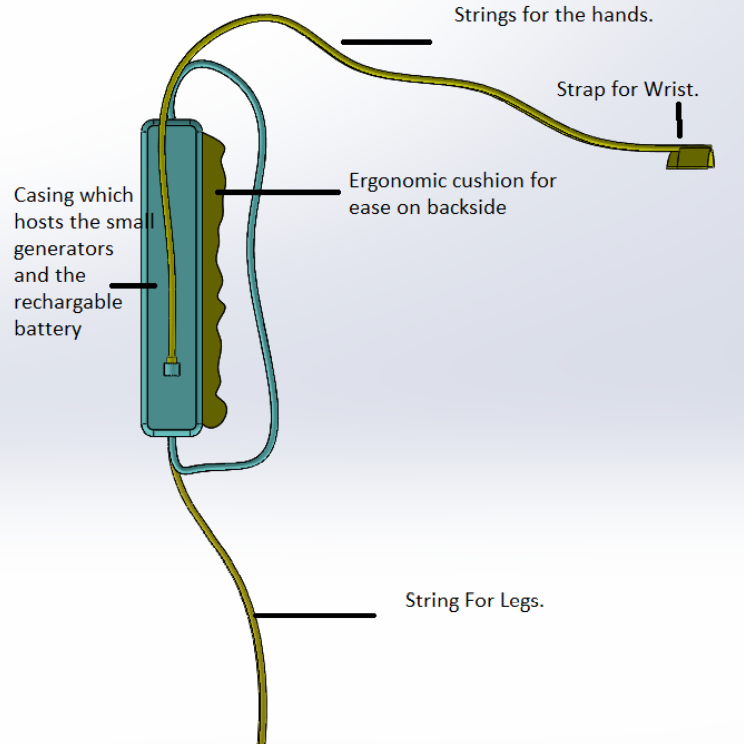 Strings for the hands.
Strap for Wrist.
Ergonomic cushion for
ease on backside
Casing which
hosts the small
generators
and the
rechargable
battery
String For Legs.